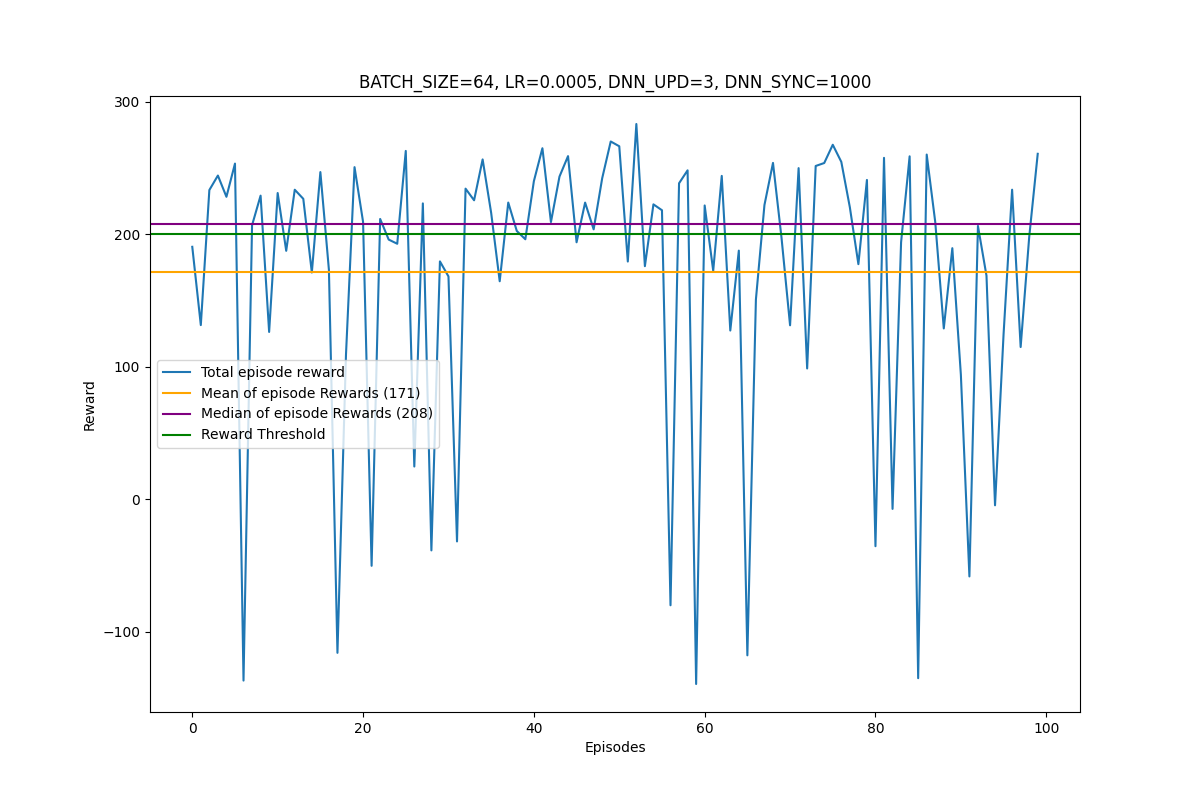 BATCH_SIZE=64, LR=0.0005, DNN_UPD=3, DNN_SYNC=1000
300
200
100
0
−100
Reward
Total episode reward
Mean of episode Rewards (171)
Median of episode Rewards (208)
Reward Threshold
0 20 40 60 80 100
Episodes